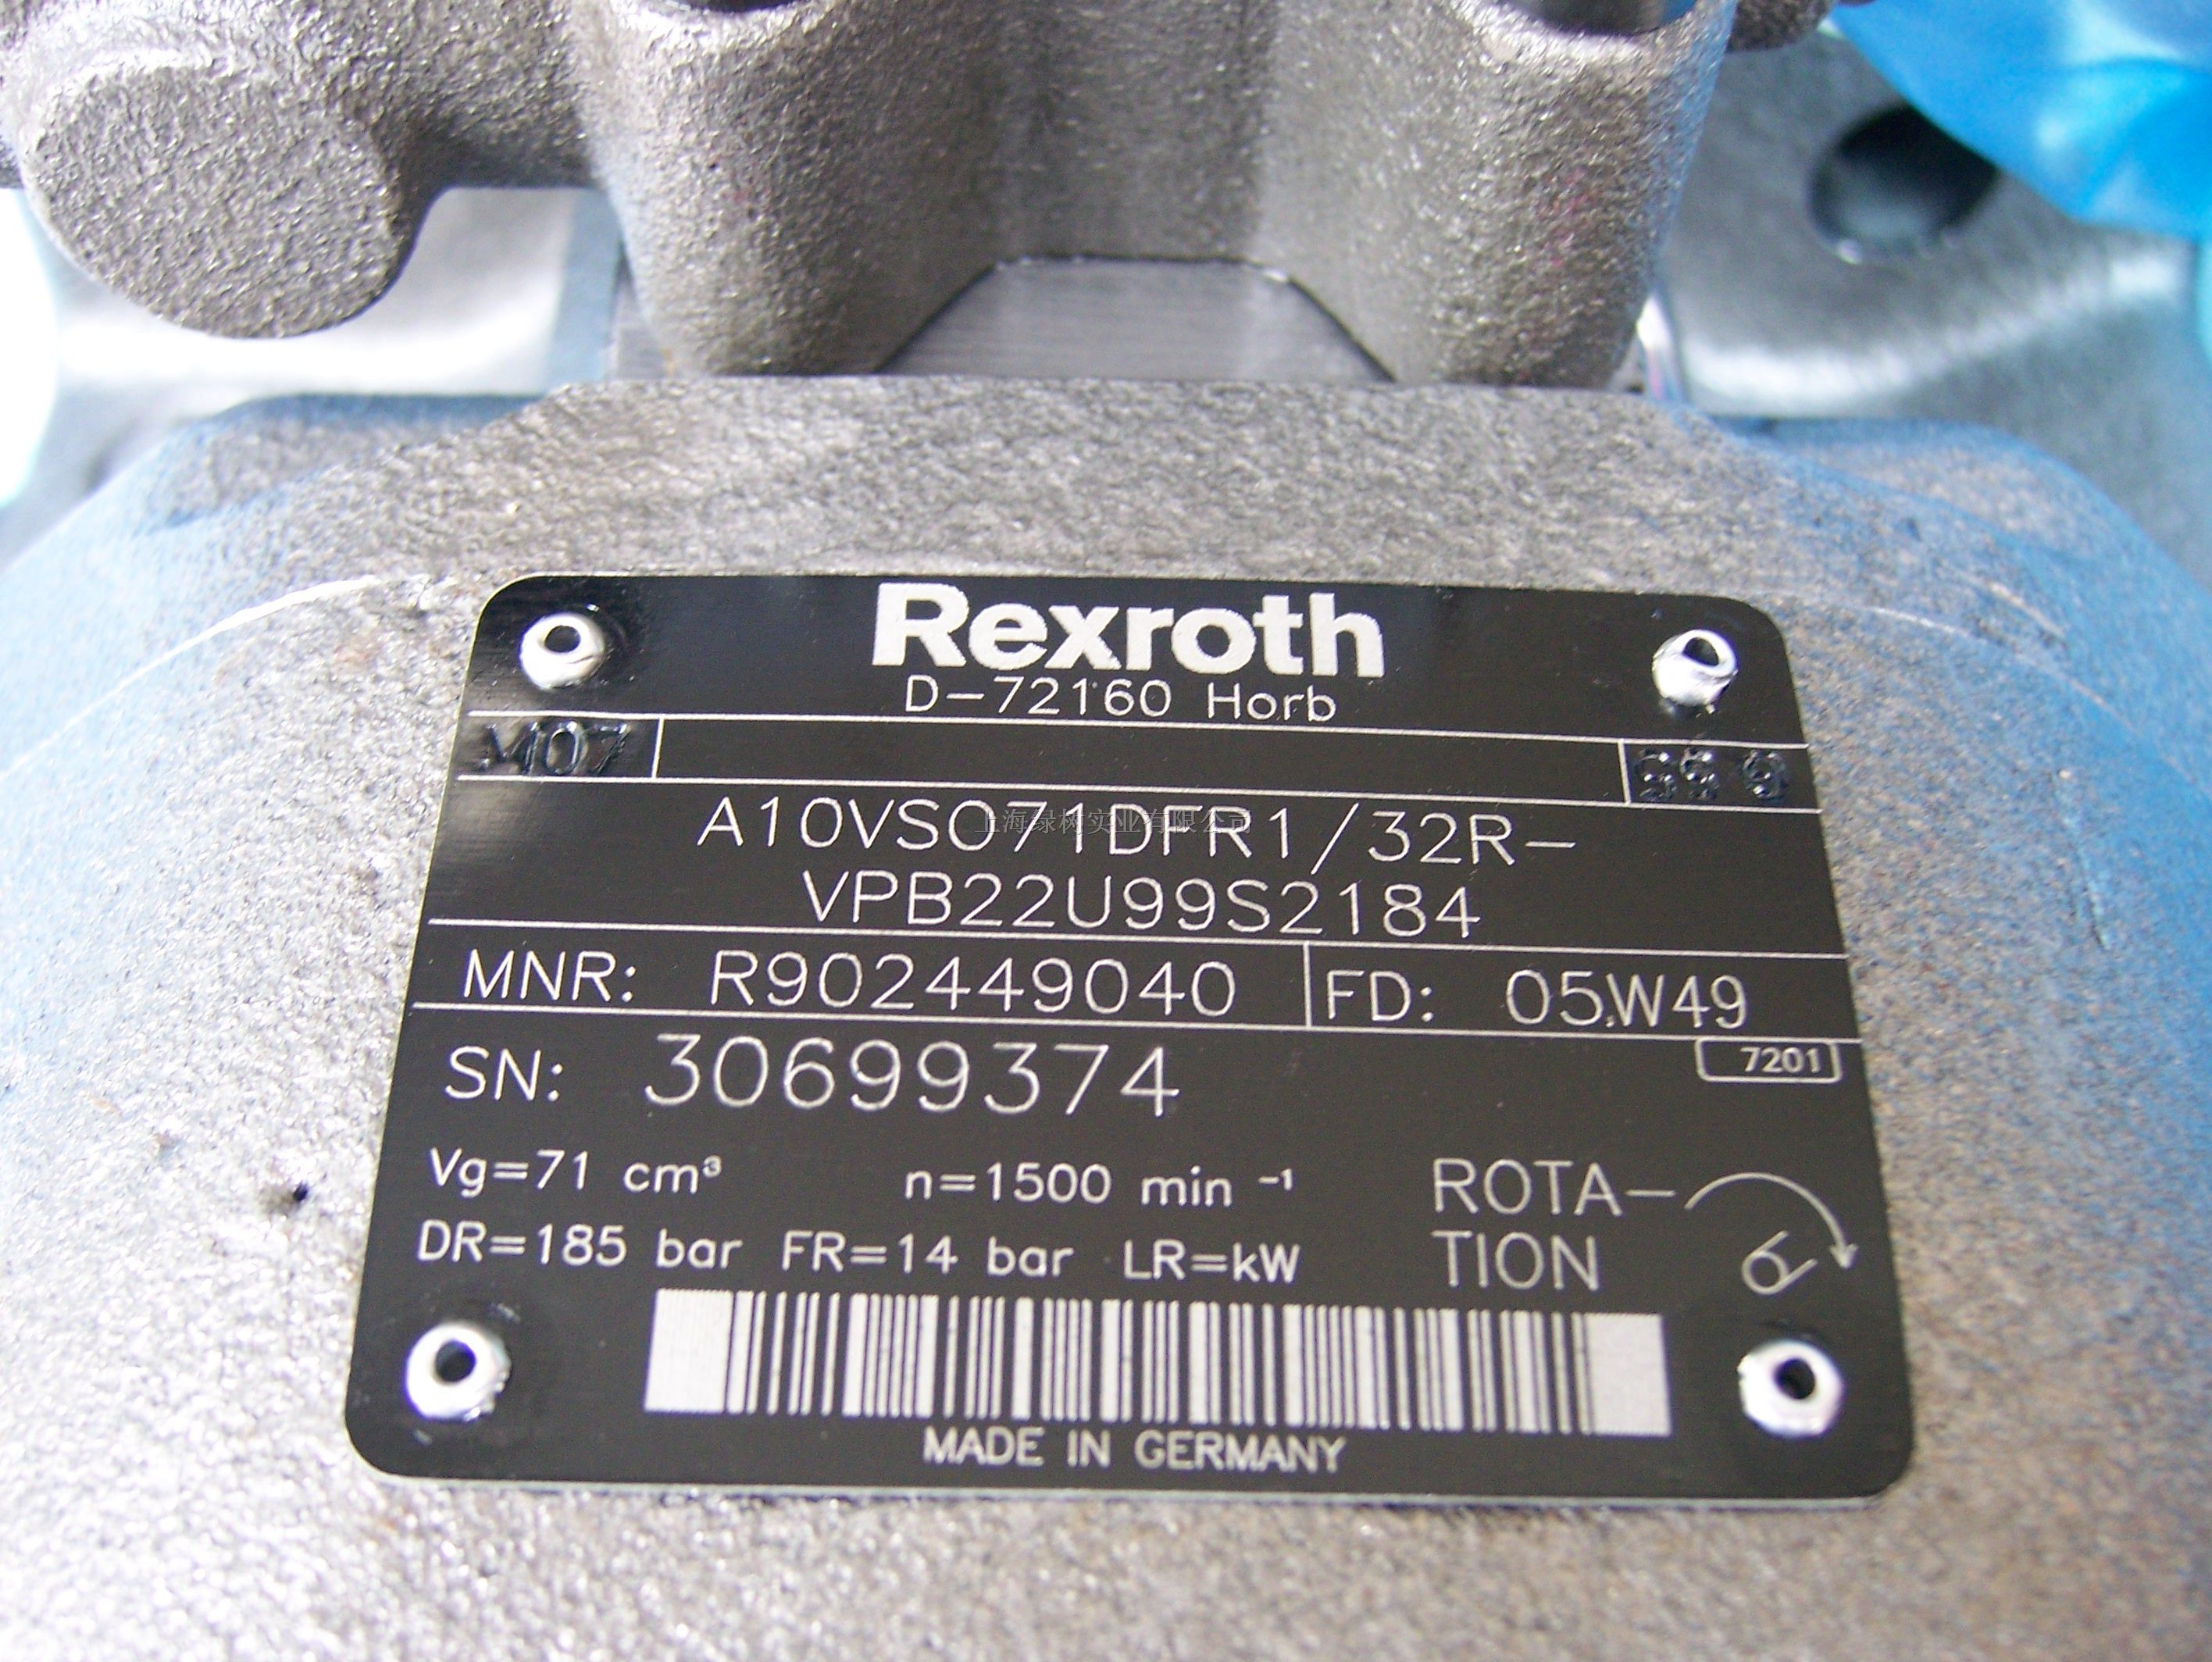 Rexroth
D-72160 Horb
M07
A10VSO71DFR1/32R-
上海绿树实业有限公司
VPB22U99S2184
MNR: R902449040 FD: 05.W49
7201
SN: 30699374
Vg=71 cm³ n=1500 min ⁻¹
DR=185 bar FR=14 bar LR=kW
ROTA-
TION
MADE IN GERMANY